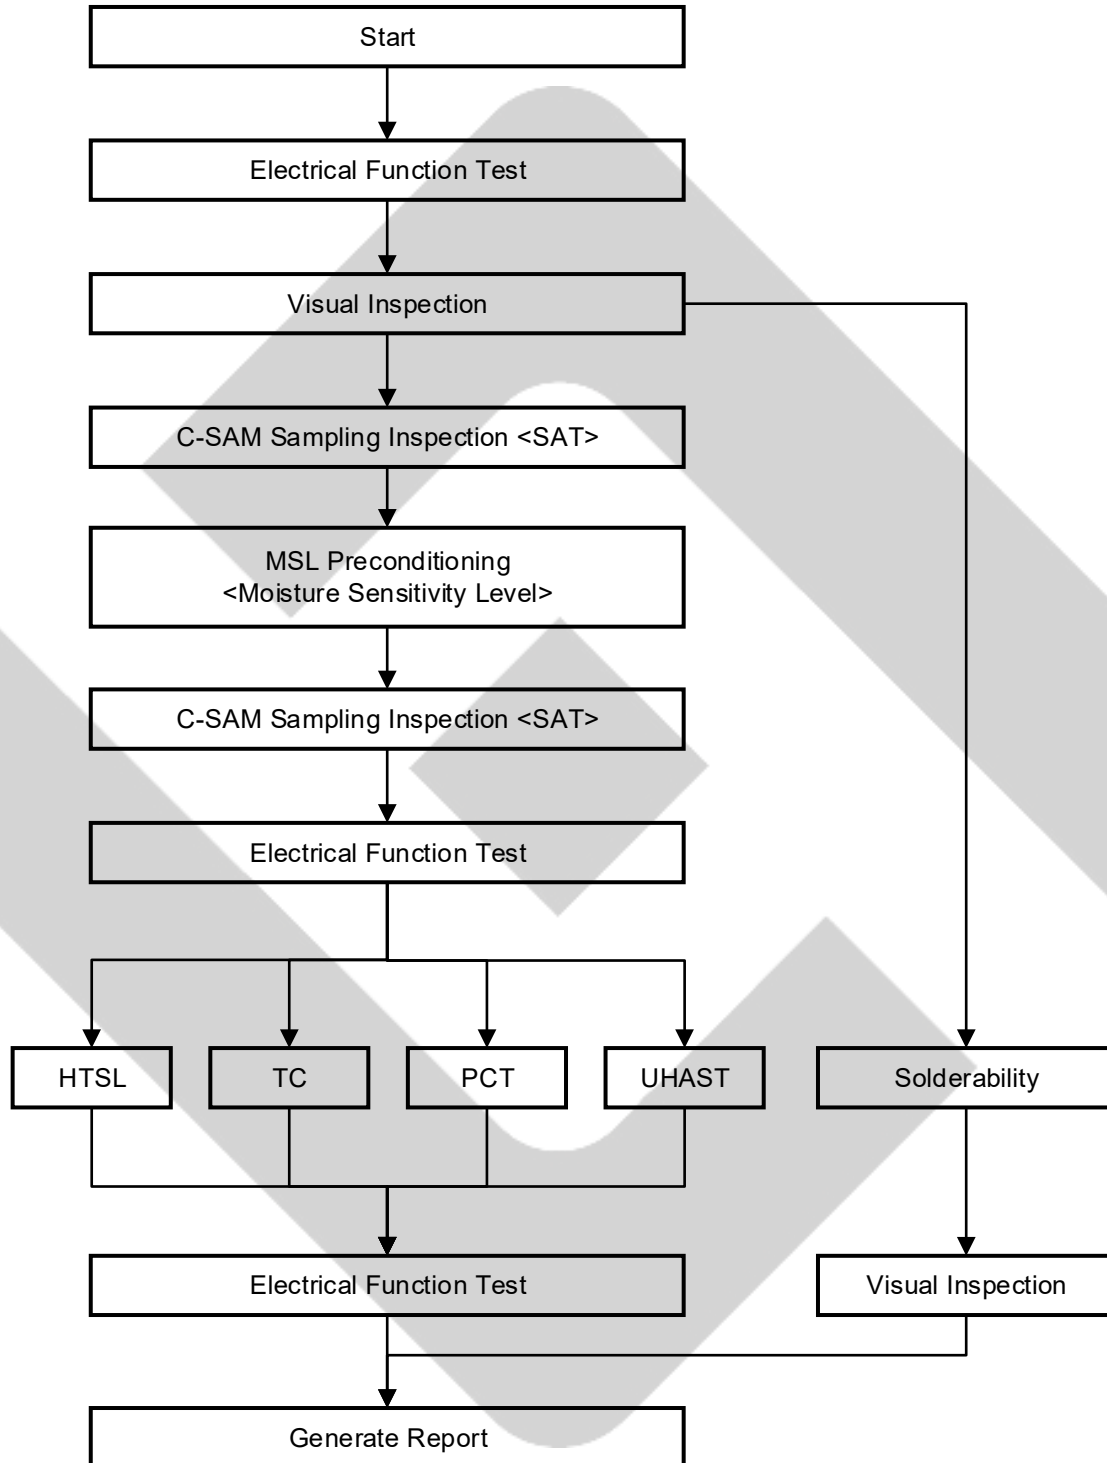 Start
Electrical Function Test
Visual Inspection
C-SAM Sampling Inspection <SAT>
MSL Preconditioning
<Moisture Sensitivity Level>
C-SAM Sampling Inspection <SAT>
Electrical Function Test
HTSL
TC
PCT
UHAST
Solderability
Electrical Function Test
Visual Inspection
Generate Report